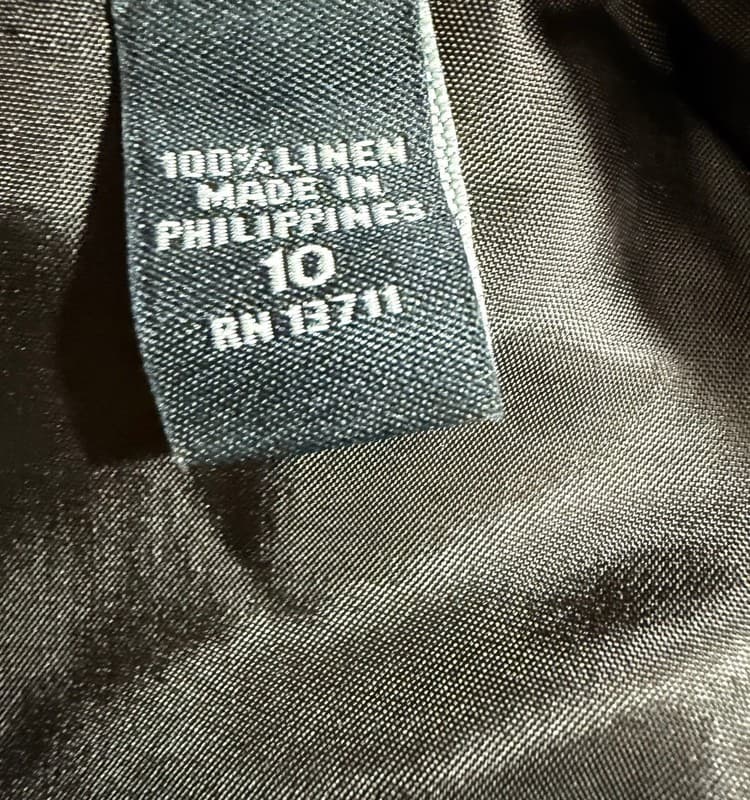 100% LINEN
MADE IN
PHILIPPINES
10
RN 13711